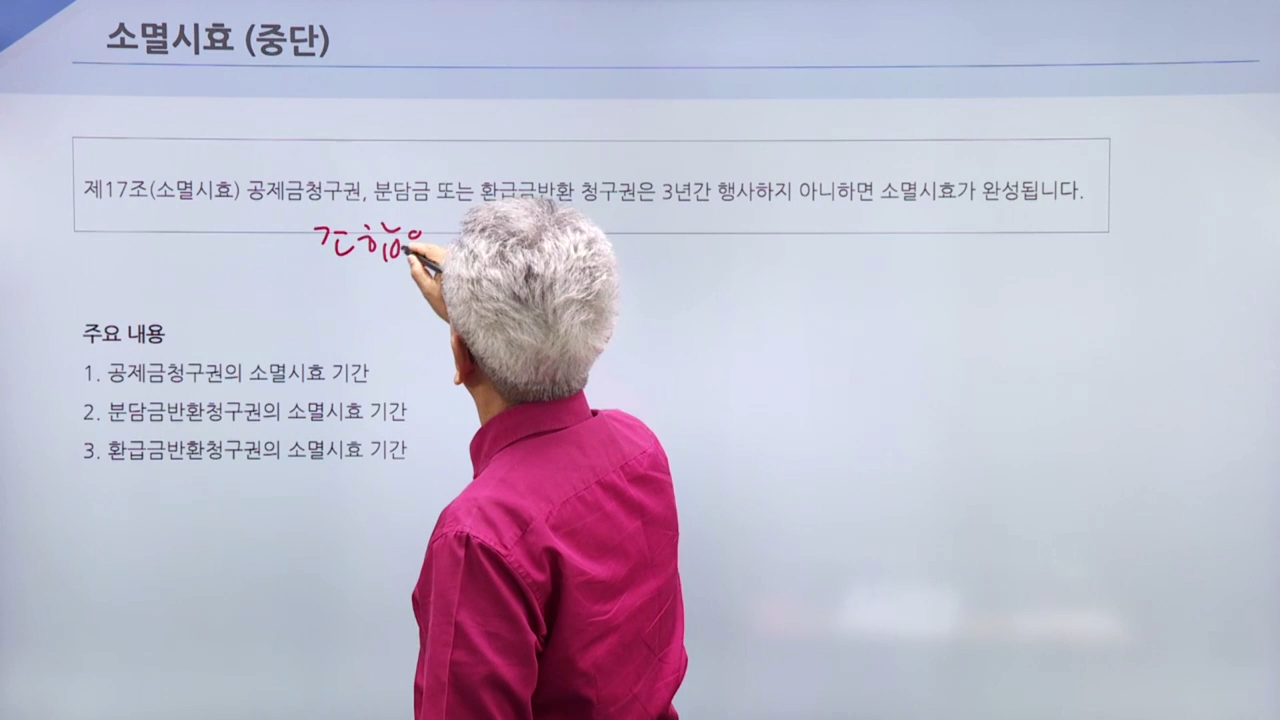 소멸시효 (중단)
제17조(소멸시효) 공제금청구권, 분담금 또는 환급금반환 청구권은 3년간 행사하지 아니하면 소멸시효가 완성됩니다.
주요 내용
1. 공제금청구권의 소멸시효 기간
2. 분담금반환청구권의 소멸시효 기간
3. 환급금반환청구권의 소멸시효 기간